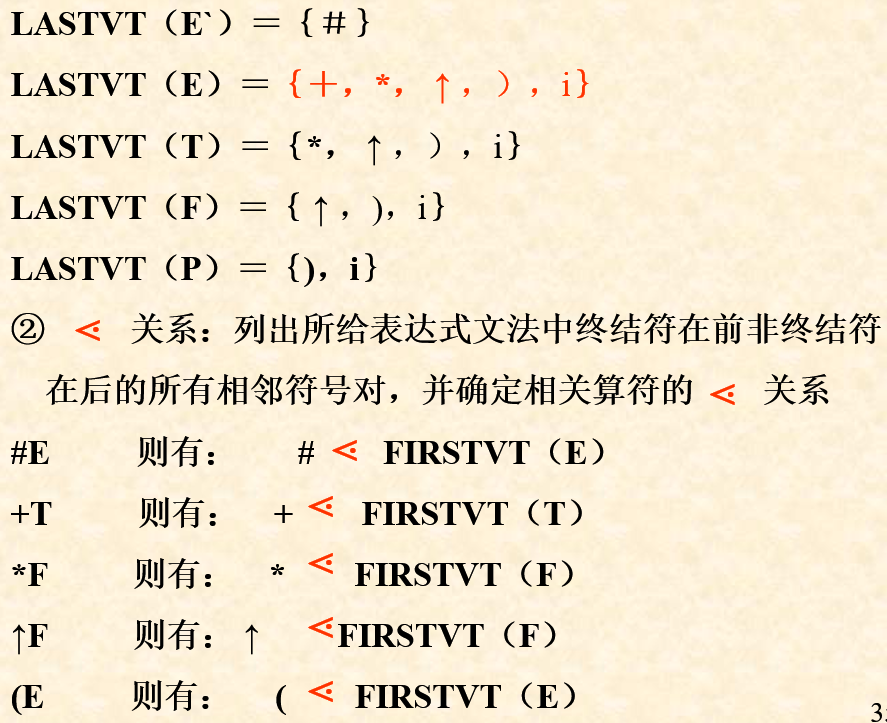 LASTVT（E`）＝｛＃｝
LASTVT（E）＝{＋，*，↑，），i}
LASTVT（T）＝{*，↑，），i}
LASTVT（F）＝{↑，)，i}
LASTVT（P）＝{)，i}
② ⋖ 关系：列出所给表达式文法中终结符在前非终结符
在后的所有相邻符号对，并确定相关算符的 ⋖ 关系
#E 则有： # ⋖ FIRSTVT（E）
+T 则有： + ⋖ FIRSTVT（T）
*F 则有： * ⋖ FIRSTVT（F）
↑F 则有：↑ ⋖FIRSTVT（F）
(E 则有： ( ⋖ FIRSTVT（E）